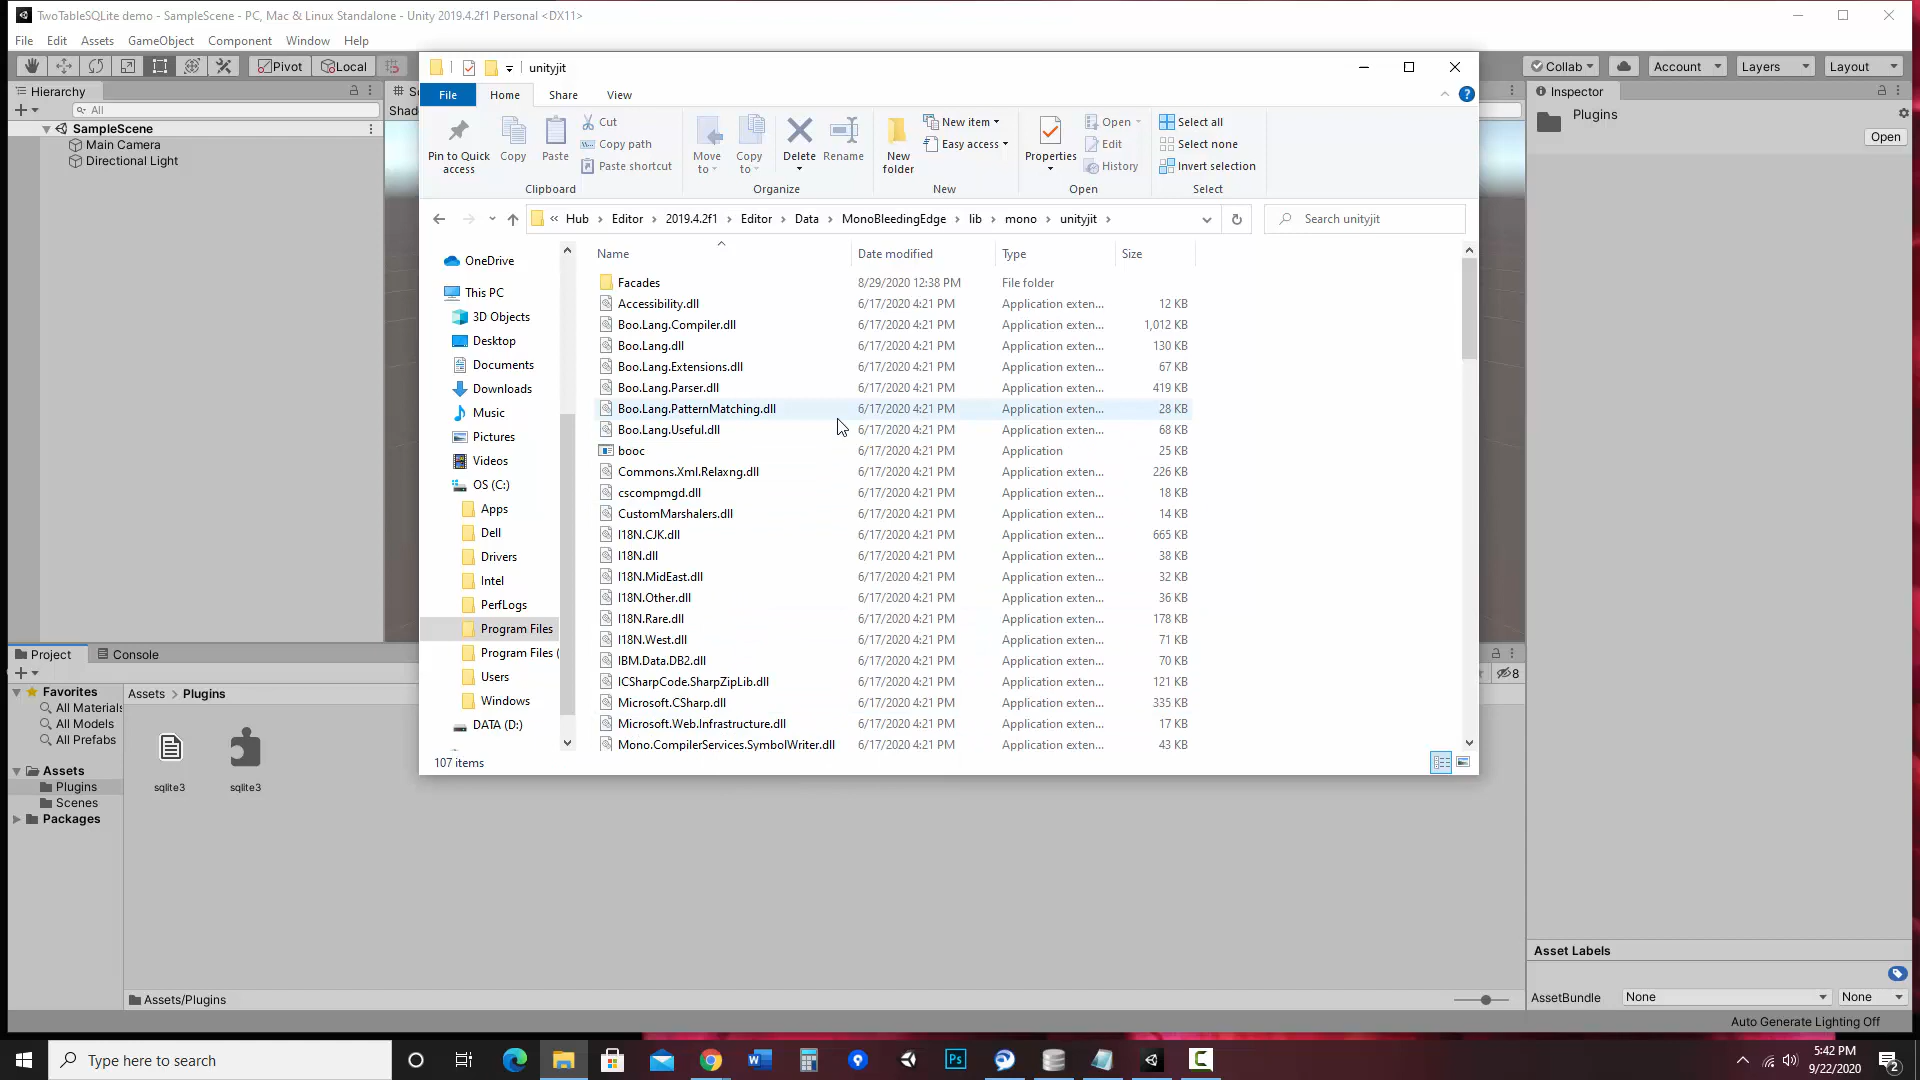 TwoTableSQLite demo - SampleScene - PC, Mac & Linux Standalone - Unity 2019.4.2f1 Personal <DX11>
File Edit Assets GameObject Component Window Help
Pivot Local
Collab Account Layers Layout
Hierarchy
All
SampleScene
Main Camera
Directional Light
Shad
unityjit
File Home Share View
Pin to Quick access
Copy
Paste
Cut
Copy path
Paste shortcut
Clipboard
Move to
Copy to
Delete
Rename
Organize
New folder
New item
Easy access
New
Properties
Open
Edit
History
Open
Select all
Select none
Invert selection
Select
« Hub > Editor > 2019.4.2f1 > Editor > Data > MonoBleedingEdge > lib > mono > unityjit >
Search unityjit
OneDrive
This PC
3D Objects
Desktop
Documents
Downloads
Music
Pictures
Videos
OS (C:)
Apps
Dell
Drivers
Intel
PerfLogs
Program Files
Program Files (
Users
Windows
DATA (D:)
Name Date modified Type Size
Facades 8/29/2020 12:38 PM File folder
Accessibility.dll 6/17/2020 4:21 PM Application exten... 12 KB
Boo.Lang.Compiler.dll 6/17/2020 4:21 PM Application exten... 1,012 KB
Boo.Lang.dll 6/17/2020 4:21 PM Application exten... 130 KB
Boo.Lang.Extensions.dll 6/17/2020 4:21 PM Application exten... 67 KB
Boo.Lang.Parser.dll 6/17/2020 4:21 PM Application exten... 419 KB
Boo.Lang.PatternMatching.dll 6/17/2020 4:21 PM Application exten... 28 KB
Boo.Lang.Useful.dll 6/17/2020 4:21 PM Application exten... 68 KB
booc 6/17/2020 4:21 PM Application 25 KB
Commons.Xml.Relaxng.dll 6/17/2020 4:21 PM Application exten... 226 KB
cscompmgd.dll 6/17/2020 4:21 PM Application exten... 18 KB
CustomMarshalers.dll 6/17/2020 4:21 PM Application exten... 14 KB
I18N.CJK.dll 6/17/2020 4:21 PM Application exten... 665 KB
I18N.dll 6/17/2020 4:21 PM Application exten... 38 KB
I18N.MidEast.dll 6/17/2020 4:21 PM Application exten... 32 KB
I18N.Other.dll 6/17/2020 4:21 PM Application exten... 36 KB
I18N.Rare.dll 6/17/2020 4:21 PM Application exten... 178 KB
I18N.West.dll 6/17/2020 4:21 PM Application exten... 71 KB
IBM.Data.DB2.dll 6/17/2020 4:21 PM Application exten... 70 KB
ICSharpCode.SharpZipLib.dll 6/17/2020 4:21 PM Application exten... 121 KB
Microsoft.CSharp.dll 6/17/2020 4:21 PM Application exten... 335 KB
Microsoft.Web.Infrastructure.dll 6/17/2020 4:21 PM Application exten... 17 KB
Mono.CompilerServices.SymbolWriter.dll 6/17/2020 4:21 PM Application exten... 43 KB
107 items
Inspector
Plugins
Open
Project Console
8
Favorites
All Materials
All Models
All Prefabs
Assets
Plugins
Scenes
Packages
Assets > Plugins
sqlite3 sqlite3
Assets/Plugins
Asset Labels
AssetBundle None None
Auto Generate Lighting Off
Type here to search
W
Ps
C
5:42 PM
9/22/2020
2